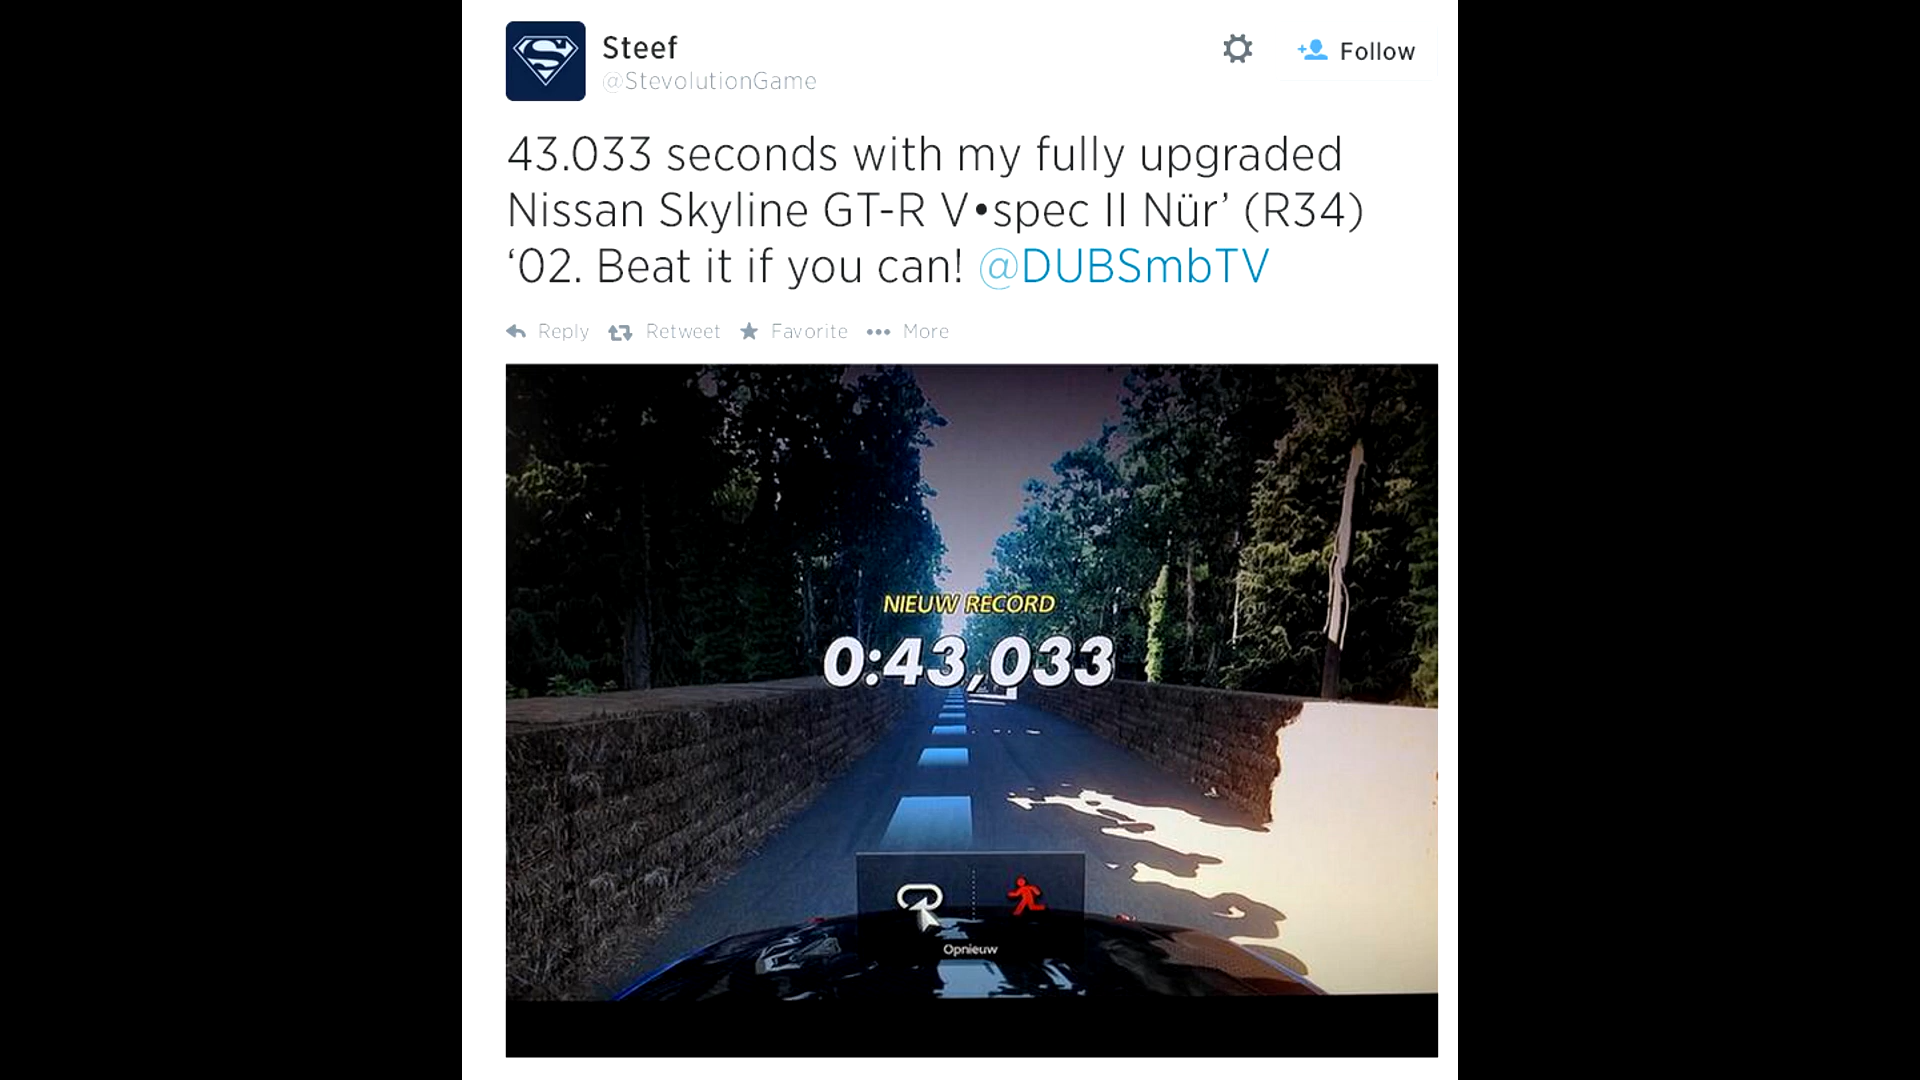 Steef
@StevolutionGame
Follow
43.033 seconds with my fully upgraded
Nissan Skyline GT-R V•spec II Nür’ (R34)
‘02. Beat it if you can! @DUBSmbTV
Reply Retweet Favorite More
NIEUW RECORD
0:43,033
Opnieuw